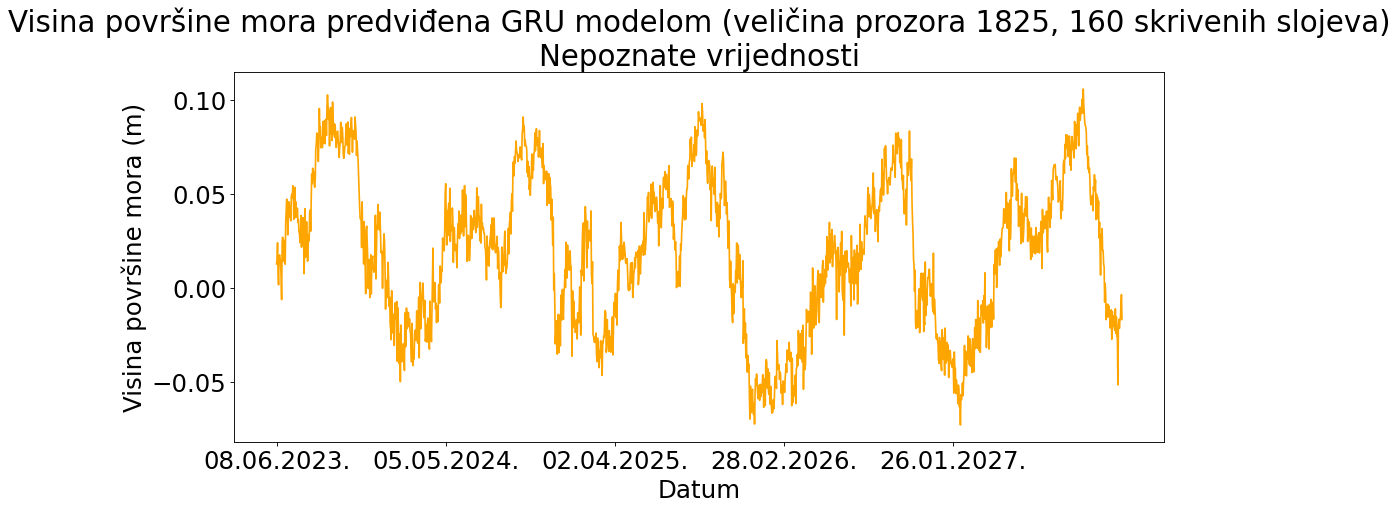 Visina površine mora predviđena GRU modelom (veličina prozora 1825, 160 skrivenih slojeva)
Nepoznate vrijednosti
Visina površine mora (m)
0.10
0.05
0.00
−0.05
08.06.2023. 05.05.2024. 02.04.2025. 28.02.2026. 26.01.2027.
Datum